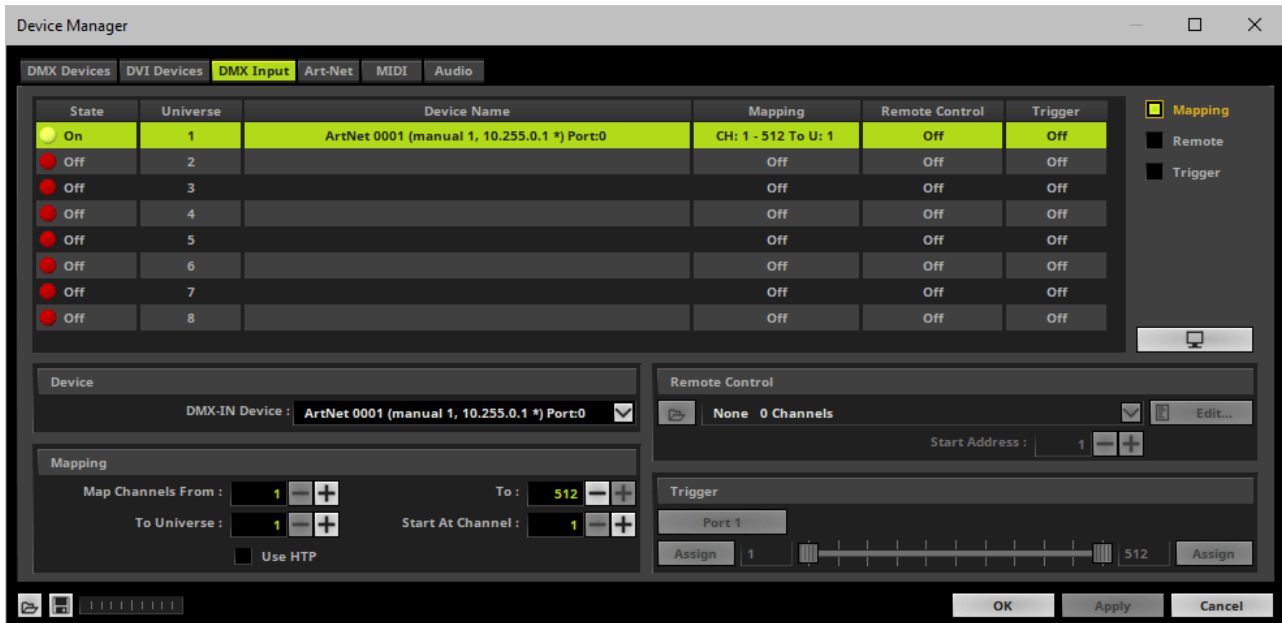 Device Manager
DMX Devices DVI Devices DMX Input Art-Net MIDI Audio
State Universe Device Name Mapping Remote Control Trigger
On 1 ArtNet 0001 (manual 1, 10.255.0.1 *) Port:0 CH: 1 - 512 To U: 1 Off Off
Off 2 Off Off Off
Off 3 Off Off Off
Off 4 Off Off Off
Off 5 Off Off Off
Off 6 Off Off Off
Off 7 Off Off Off
Off 8 Off Off Off
Mapping
Remote
Trigger
Device
DMX-IN Device : ArtNet 0001 (manual 1, 10.255.0.1 *) Port:0
Mapping
Map Channels From : 1 To : 512
To Universe : 1 Start At Channel : 1
Use HTP
Remote Control
None 0 Channels Edit...
Start Address : 1
Trigger
Port 1
Assign 1 512 Assign
OK Apply Cancel